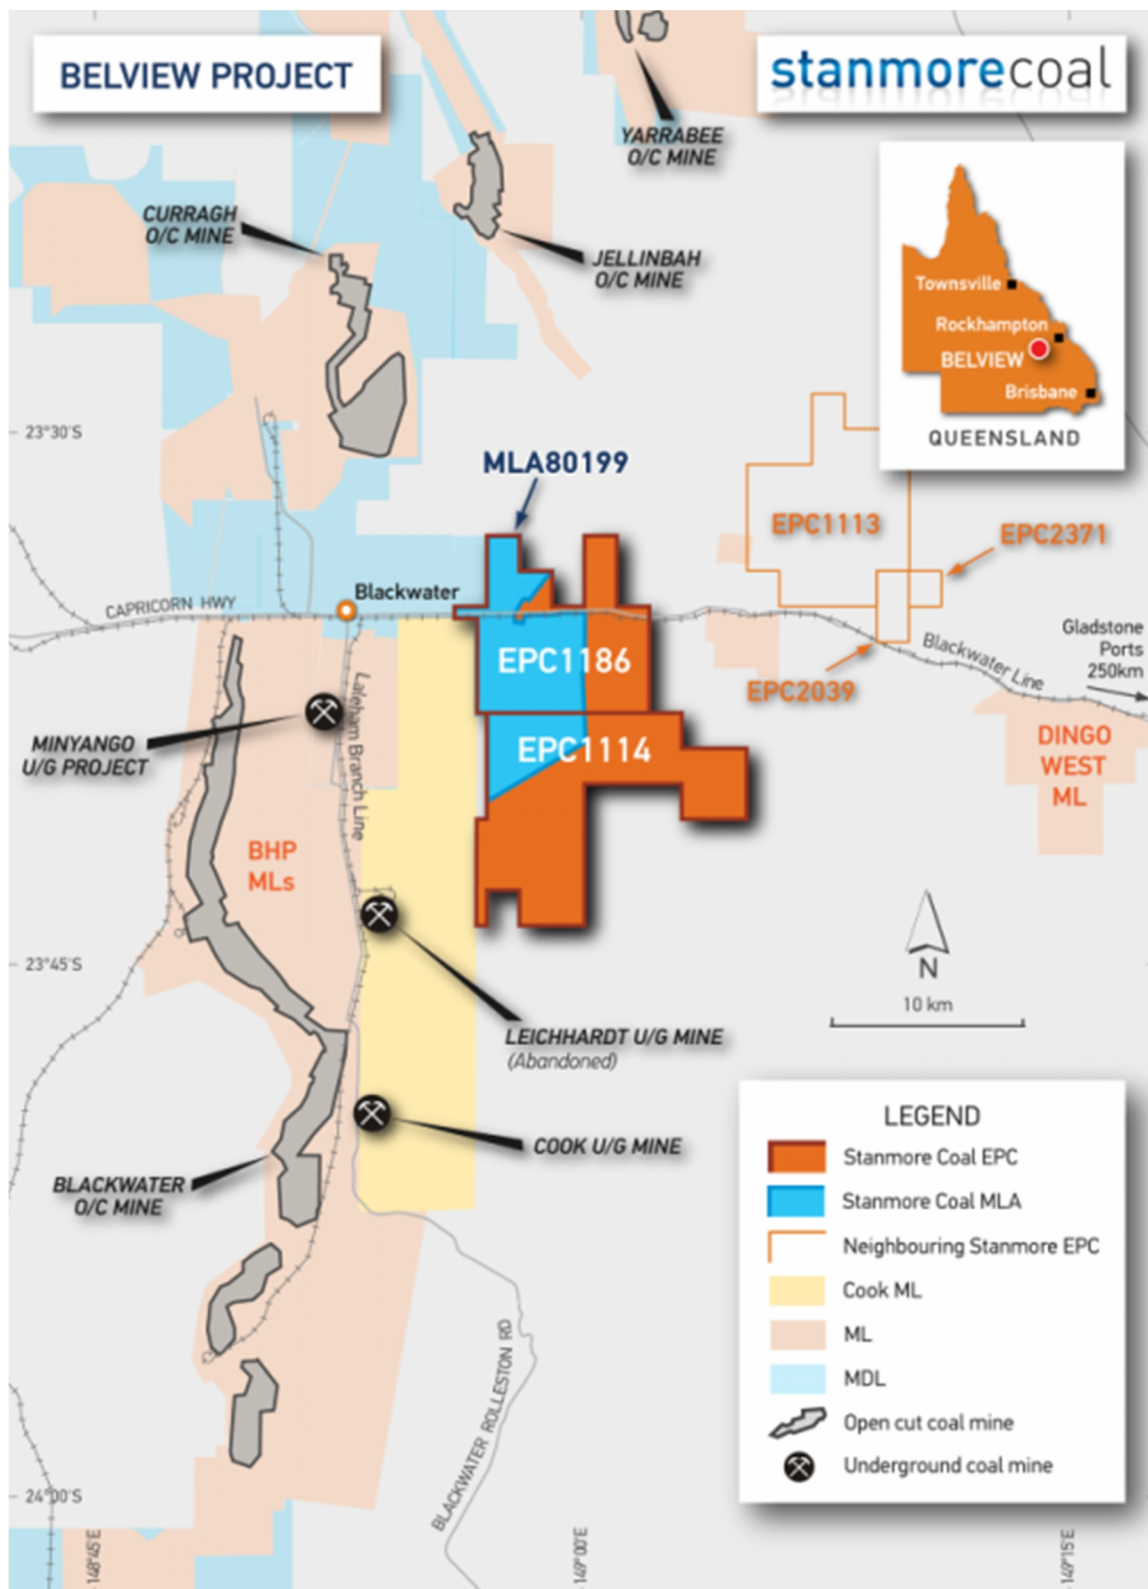 BELVIEW PROJECT
stanmorecoal
YARRABEE
O/C MINE
CURRAGH
O/C MINE
JELLINBAH
O/C MINE
Townsville
Rockhampton
BELVIEW
Brisbane
QUEENSLAND
23°30'S
MLA80199
EPC1113
EPC2371
Blackwater
CAPRICORN HWY
EPC1186
Gladstone
Ports
250km
Blackwater Line
EPC2039
Laleham Branch Line
MINYANGO
U/G PROJECT
EPC1114
DINGO
WEST
ML
BHP
MLs
23°45'S
N
10 km
LEICHHARDT U/G MINE
(Abandoned)
COOK U/G MINE
BLACKWATER
O/C MINE
BLACKWATER ROLLESTON RD
LEGEND
Stanmore Coal EPC
Stanmore Coal MLA
Neighbouring Stanmore EPC
Cook ML
ML
MDL
Open cut coal mine
Underground coal mine
24°00'S
148°45'E
149°00'E
149°15'E